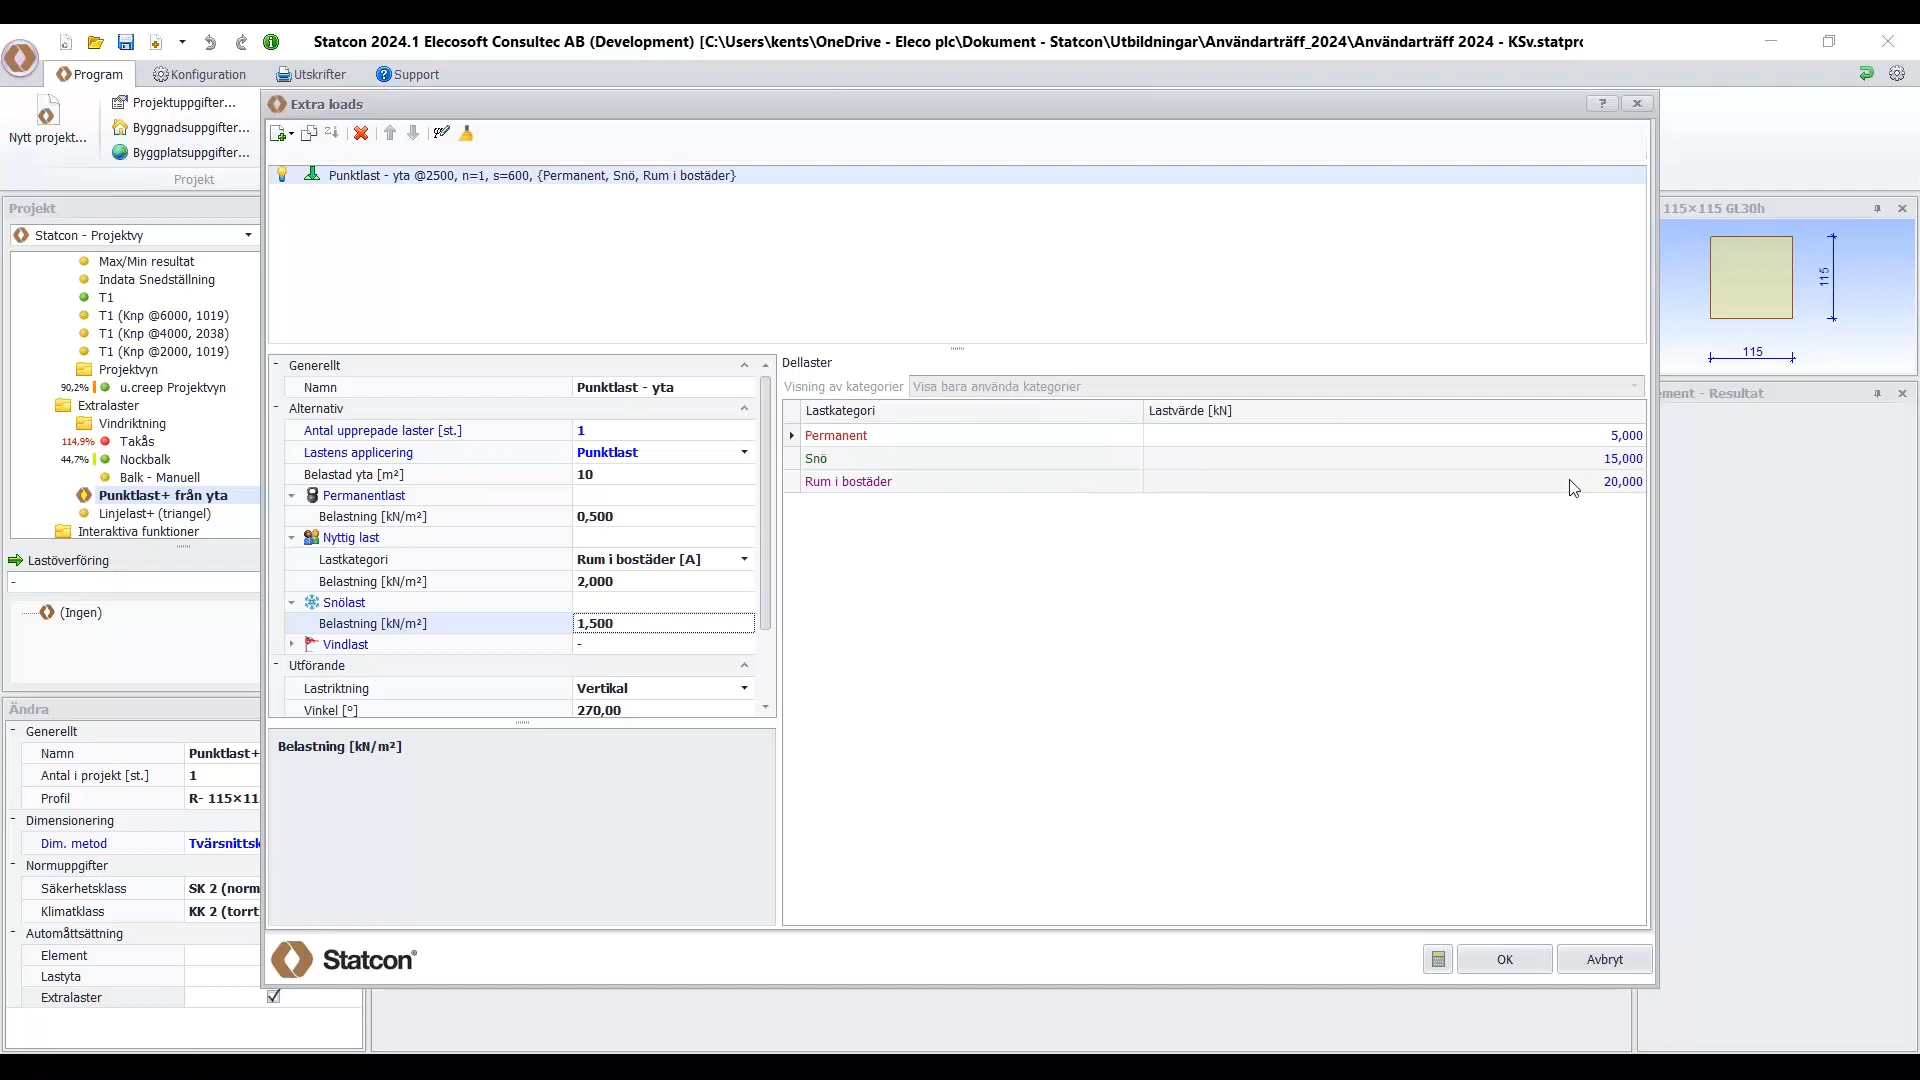 Statcon 2024.1 Elecosoft Consultec AB (Development) [C:\Users\kents\OneDrive - Eleco plc\Dokument - Statcon\Utbildningar\Användarträff_2024\Användarträff 2024 - KSv.statpro
Program
Konfiguration
Utskrifter
Support
Nytt projekt...
Projektuppgifter...
Byggnadsuppgifter...
Byggplatsuppgifter...
Projekt
Projekt
Statcon - Projektvy
Max/Min resultat
Indata Snedställning
T1
T1 (Knp @6000, 1019)
T1 (Knp @4000, 2038)
T1 (Knp @2000, 1019)
Projektvyn
90,2% u.creep Projektvyn
Extralaster
Vindriktning
114,9% Takås
44,7% Nockbalk
Balk - Manuell
Punktlast+ från yta
Linjelast+ (triangel)
Interaktiva funktioner
Lastöverföring
-
(Ingen)
Ändra
Generellt
Namn Punktlast+
Antal i projekt [st.] 1
Profil R- 115×11
Dimensionering
Dim. metod Tvärsnittsk
Normuppgifter
Säkerhetsklass SK 2 (norm
Klimatklass KK 2 (torrt
Automåttsättning
Element
Lastyta
Extralaster
Extra loads
?
Punktlast - yta @2500, n=1, s=600, {Permanent, Snö, Rum i bostäder}
Generellt
Namn Punktlast - yta
Alternativ
Antal upprepade laster [st.] 1
Lastens applicering Punktlast
Belastad yta [m²] 10
Permanentlast
Belastning [kN/m²] 0,500
Nyttig last
Lastkategori Rum i bostäder [A]
Belastning [kN/m²] 2,000
Snölast
Belastning [kN/m²] 1,500
Vindlast -
Utförande
Lastriktning Vertikal
Vinkel [°] 270,00
Belastning [kN/m²]
Dellaster
Visning av kategorier Visa bara använda kategorier
Lastkategori Lastvärde [kN]
Permanent 5,000
Snö 15,000
Rum i bostäder 20,000
Statcon®
OK
Avbryt
115×115 GL30h
115
115
ement - Resultat